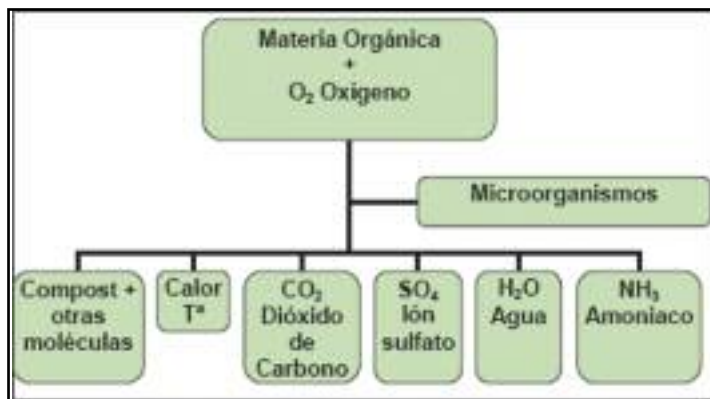 Materia Orgánica
+
O₂ Oxigeno
Microorganismos
Compost +
otras
moléculas
Calor
Tª
CO₂
Dióxido
de
Carbono
SO₄
Ión
sulfato
H₂O
Agua
NH₃
Amoniaco